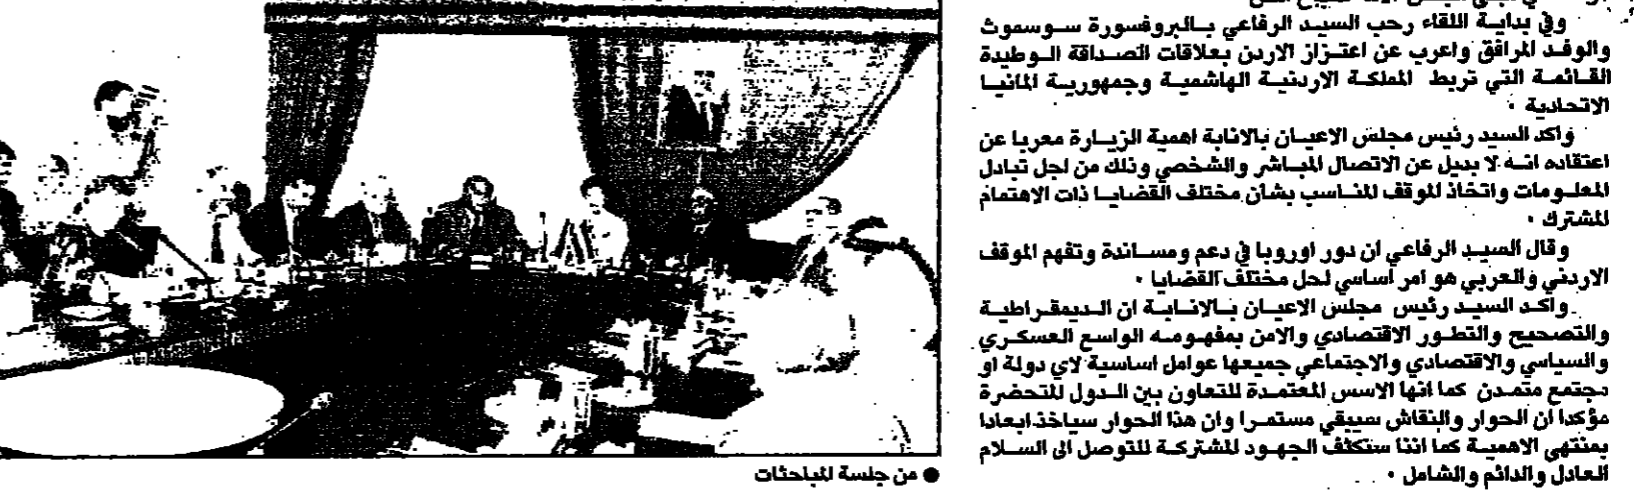 وفي بداية اللقاء رحب السيد الرفاعي بالبروفسورة سوسموث
والوفد المرافق واعرب عن اعتزاز الاردن بعلاقات الصداقة الوطيدة
القائمة التي تربط المملكة الاردنية الهاشمية وجمهورية المانيا
الاتحادية .
واكد السيد رئيس مجلس الاعيان بالانابة اهمية الزيارة معربا عن
اعتقاده انه لا بديل عن الاتصال المباشر والشخصي وذلك من اجل تبادل
المعلومات واتخاذ الموقف المناسب بشأن مختلف القضايا ذات الاهتمام
المشترك .
وقال السيد الرفاعي ان دور اوروبا في دعم ومساندة وتفهم الموقف
الاردني والعربي هو امر اساسي لحل مختلف القضايا .
واكد السيد رئيس مجلس الاعيان بالانابة ان الديمقراطية
والتصحيح والتطور الاقتصادي والامن بمفهومه الواسع العسكري
والسياسي والاقتصادي والاجتماعي جميعها عوامل اساسية لاي دولة او
مجتمع متمدن كما انها الاسس المعتمدة للتعاون بين الدول المتحضرة
مؤكدا ان الحوار والنقاش سيبقي مستمرا وان هذا الحوار سياخذ ابعادا
بمنتهي الاهمية كما اننا سنكثف الجهود المشتركة للتوصل الى السلام
العادل والدائم والشامل .
● من جلسة المباحثات